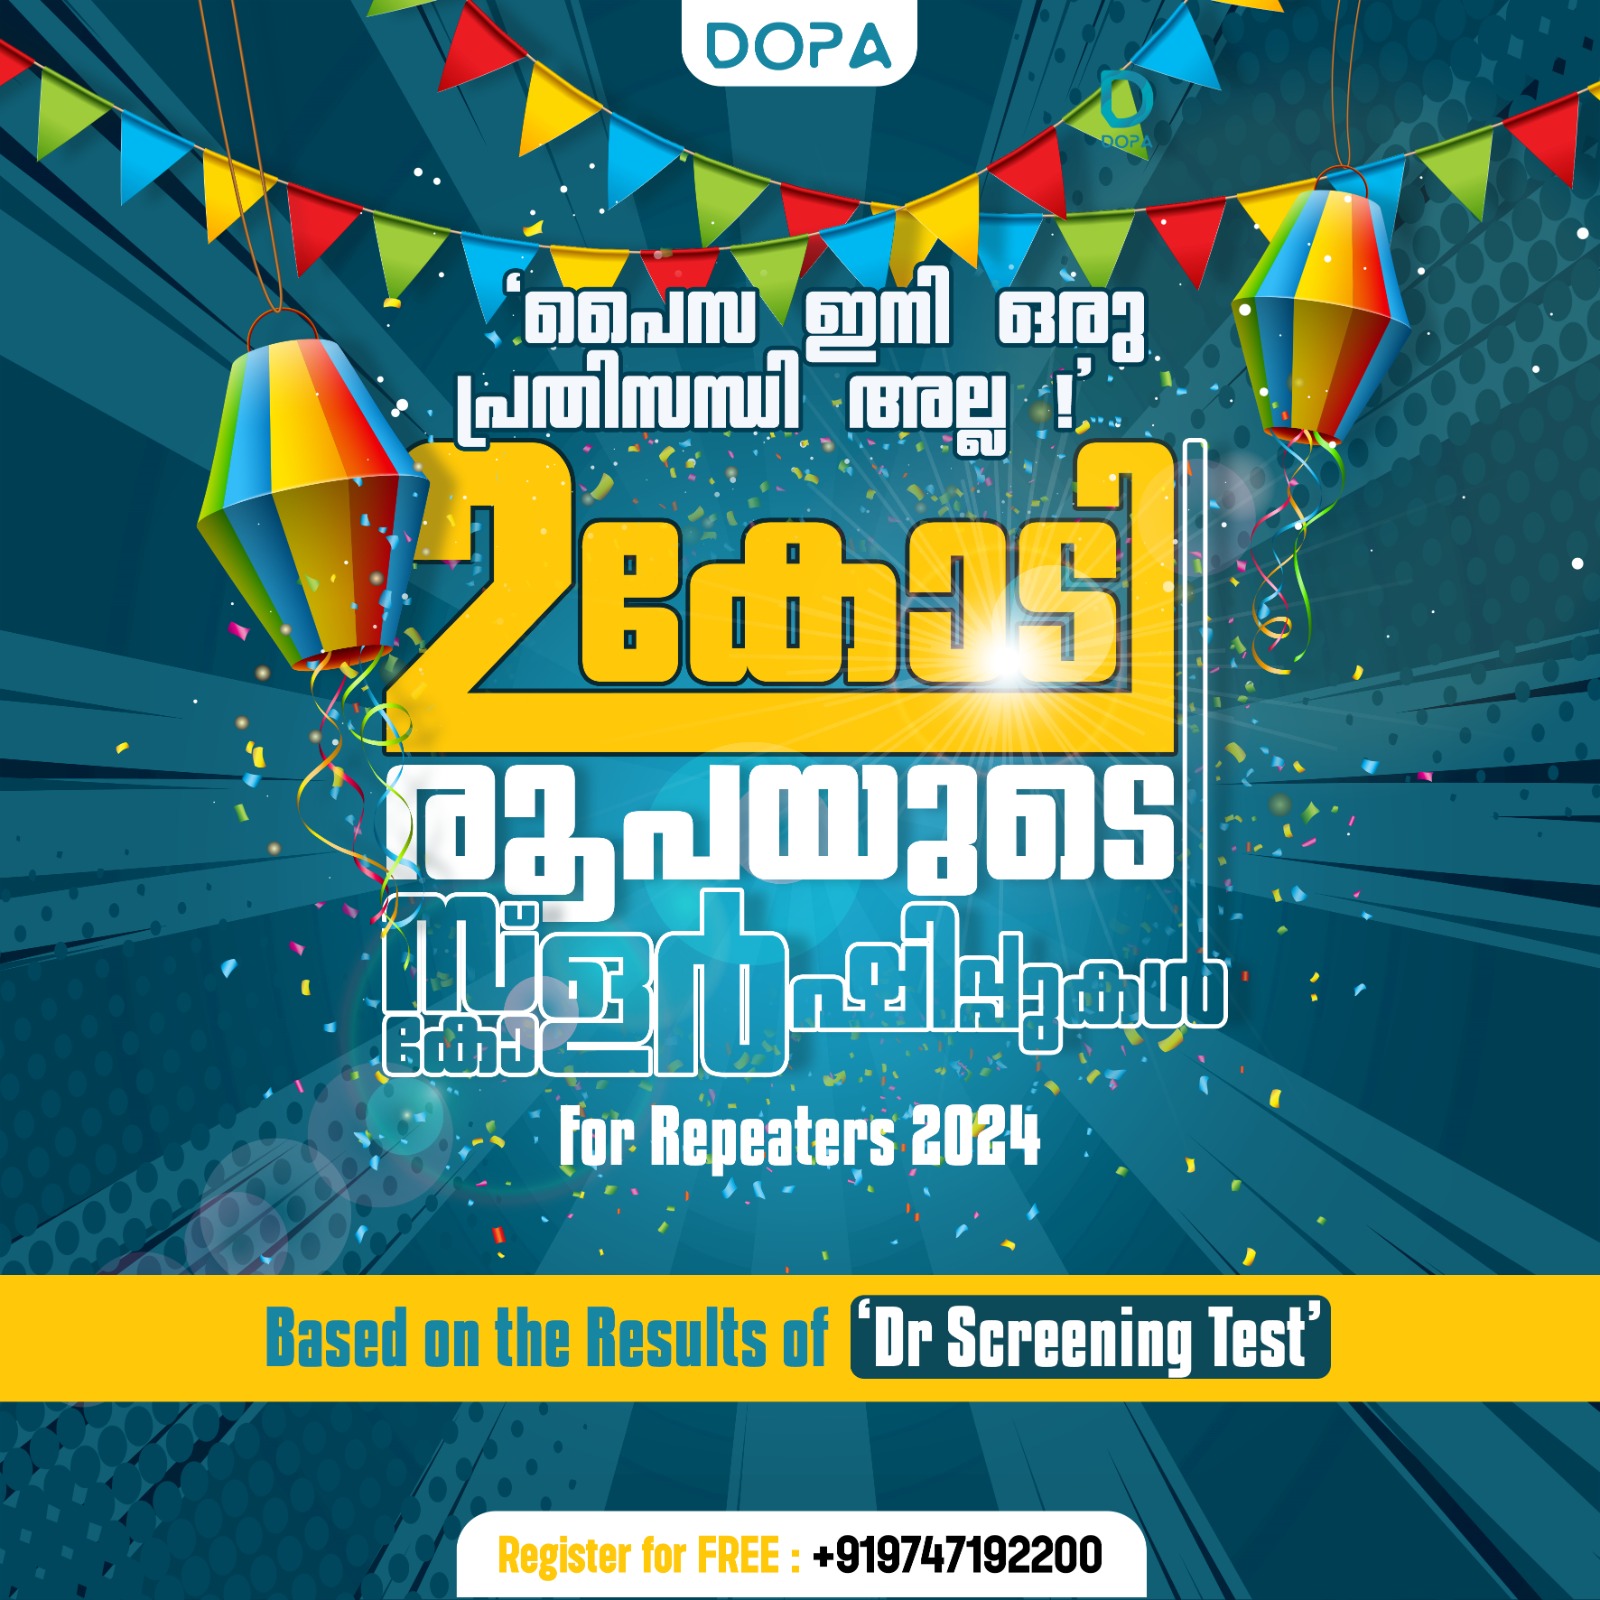 DOPA
DOPA
‘പൈസ ഇനി ഒരു
പ്രതിസന്ധി അല്ല !’
2 കോടി
രൂപയുടെ
സ്കോളർഷിപ്പുകൾ
For Repeaters 2024
Based on the Results of ‘Dr Screening Test’
Register for FREE : +919747192200